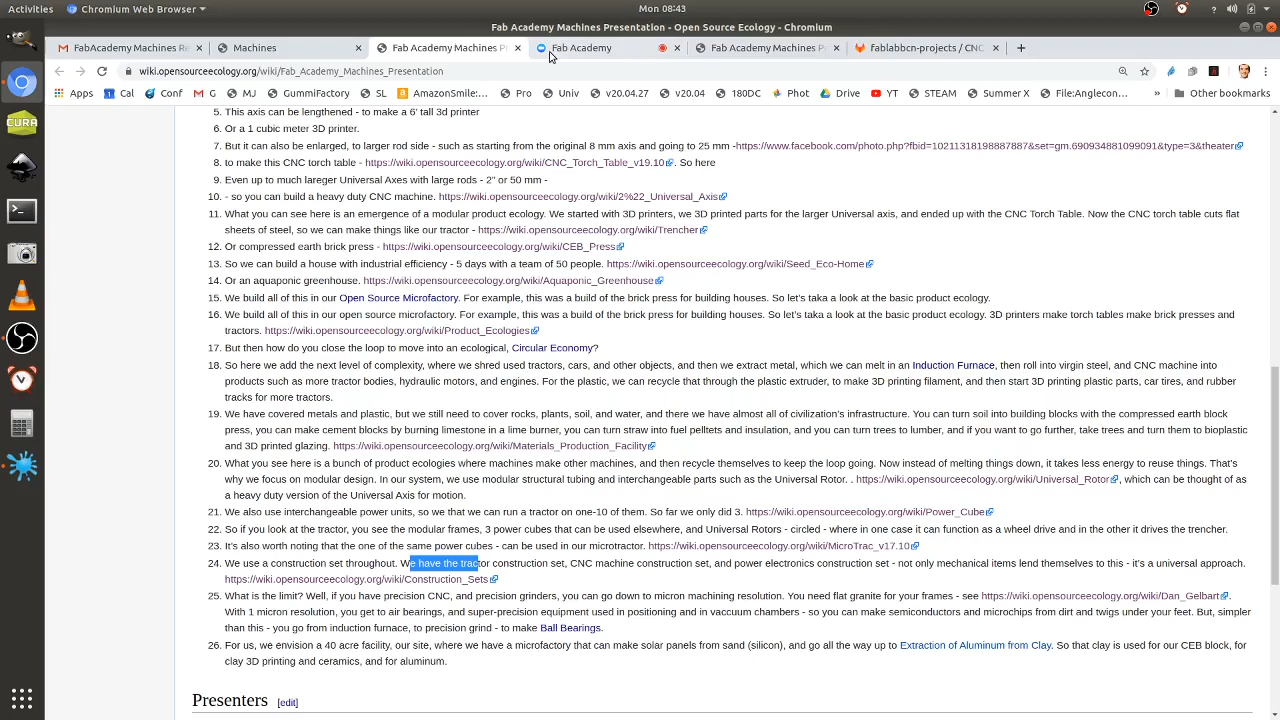 Activities
Chromium Web Browser
Mon 08:43
Fab Academy Machines Presentation - Open Source Ecology - Chromium
FabAcademy Machines Re
Machines
Fab Academy Machines P
Fab Academy
Fab Academy Machines P
fablabbcn-projects / CNC
wiki.opensourceecology.org/wiki/Fab_Academy_Machines_Presentation
Apps
Cal
Conf
G
MJ
GummiFactory
SL
AmazonSmile:...
Pro
Univ
v20.04.27
v20.04
180DC
Phot
Drive
YT
STEAM
Summer X
File:Anglecon...
»
Other bookmarks
5. This axis can be lengthened - to make a 6' tall 3d printer
6. Or a 1 cubic meter 3D printer.
7. But it can also be enlarged, to larger rod side - such as starting from the original 8 mm axis and going to 25 mm -https://www.facebook.com/photo.php?fbid=10211318198887887&set=gm.690934881099091&type=3&theater
8. to make this CNC torch table - https://wiki.opensourceecology.org/wiki/CNC_Torch_Table_v19.10. So here
9. Even up to much lareger Universal Axes with large rods - 2" or 50 mm -
10. - so you can build a heavy duty CNC machine. https://wiki.opensourceecology.org/wiki/2%22_Universal_Axis
11. What you can see here is an emergence of a modular product ecology. We started with 3D printers, we 3D printed parts for the larger Universal axis, and ended up with the CNC Torch Table. Now the CNC torch table cuts flat
sheets of steel, so we can make things like our tractor - https://wiki.opensourceecology.org/wiki/Trencher
12. Or compressed earth brick press - https://wiki.opensourceecology.org/wiki/CEB_Press
13. So we can build a house with industrial efficiency - 5 days with a team of 50 people. https://wiki.opensourceecology.org/wiki/Seed_Eco-Home
14. Or an aquaponic greenhouse. https://wiki.opensourceecology.org/wiki/Aquaponic_Greenhouse
15. We build all of this in our Open Source Microfactory. For example, this was a build of the brick press for building houses. So let's taka a look at the basic product ecology.
16. We build all of this in our open source microfactory. For example, this was a build of the brick press for building houses. So let's taka a look at the basic product ecology. 3D printers make torch tables make brick presses and
tractors. https://wiki.opensourceecology.org/wiki/Product_Ecologies
17. But then how do you close the loop to move into an ecological, Circular Economy?
18. So here we add the next level of complexity, where we shred used tractors, cars, and other objects, and then we extract metal, which we can melt in an Induction Furnace, then roll into virgin steel, and CNC machine into
products such as more tractor bodies, hydraulic motors, and engines. For the plastic, we can recycle that through the plastic extruder, to make 3D printing filament, and then start 3D printing plastic parts, car tires, and rubber
tracks for more tractors.
19. We have covered metals and plastic, but we still need to cover rocks, plants, soil, and water, and there we have almost all of civilization's infrastructure. You can turn soil into building blocks with the compressed earth block
press, you can make cement blocks by burning limestone in a lime burner, you can turn straw into fuel pelltets and insulation, and you can turn trees to lumber, and if you want to go further, take trees and turn them to bioplastic
and 3D printed glazing. https://wiki.opensourceecology.org/wiki/Materials_Production_Facility
20. What you see here is a bunch of product ecologies where machines make other machines, and then recycle themselves to keep the loop going. Now instead of melting things down, it takes less energy to reuse things. That's
why we focus on modular design. In our system, we use modular structural tubing and interchangeable parts such as the Universal Rotor. . https://wiki.opensourceecology.org/wiki/Universal_Rotor, which can be thought of as
a heavy duty version of the Universal Axis for motion.
21. We also use interchangeable power units, so we that we can run a tractor on one-10 of them. So far we only did 3. https://wiki.opensourceecology.org/wiki/Power_Cube
22. So if you look at the tractor, you see the modular frames, 3 power cubes that can be used elsewhere, and Universal Rotors - circled - where in one case it can function as a wheel drive and in the other it drives the trencher.
23. It's also worth noting that the one of the same power cubes - can be used in our microtractor. https://wiki.opensourceecology.org/wiki/MicroTrac_v17.10
24. We use a construction set throughout. We have the tractor construction set, CNC machine construction set, and power electronics construction set - not only mechanical items lend themselves to this - it's a universal approach.
https://wiki.opensourceecology.org/wiki/Construction_Sets
25. What is the limit? Well, if you have precision CNC, and precision grinders, you can go down to micron machining resolution. You need flat granite for your frames - see https://wiki.opensourceecology.org/wiki/Dan_Gelbart.
With 1 micron resolution, you get to air bearings, and super-precision equipment used in positioning and in vaccuum chambers - so you can make semiconductors and microchips from dirt and twigs under your feet. But, simpler
than this - you go from induction furnace, to precision grind - to make Ball Bearings.
26. For us, we envision a 40 acre facility, our site, where we have a microfactory that can make solar panels from sand (silicon), and go all the way up to Extraction of Aluminum from Clay. So that clay is used for our CEB block, for
clay 3D printing and ceramics, and for aluminum.
Presenters [edit]
CURA